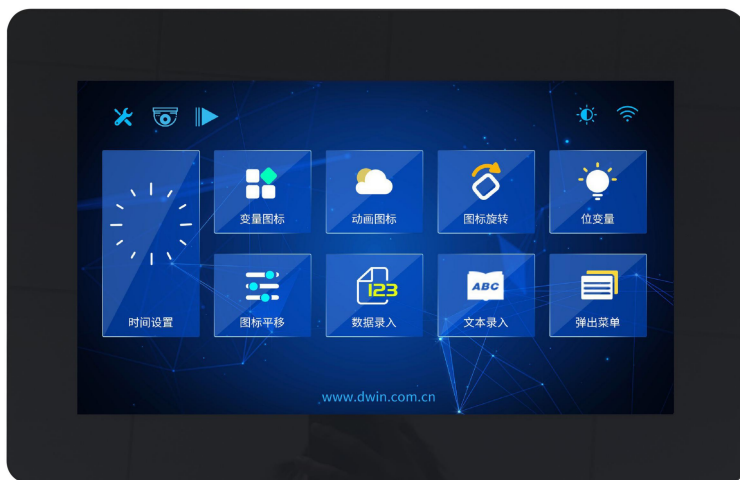 变量图标
动画图标
图标旋转
位变量
时间设置
图标平移
123
数据录入
ABC
文本录入
弹出菜单
www.dwin.com.cn